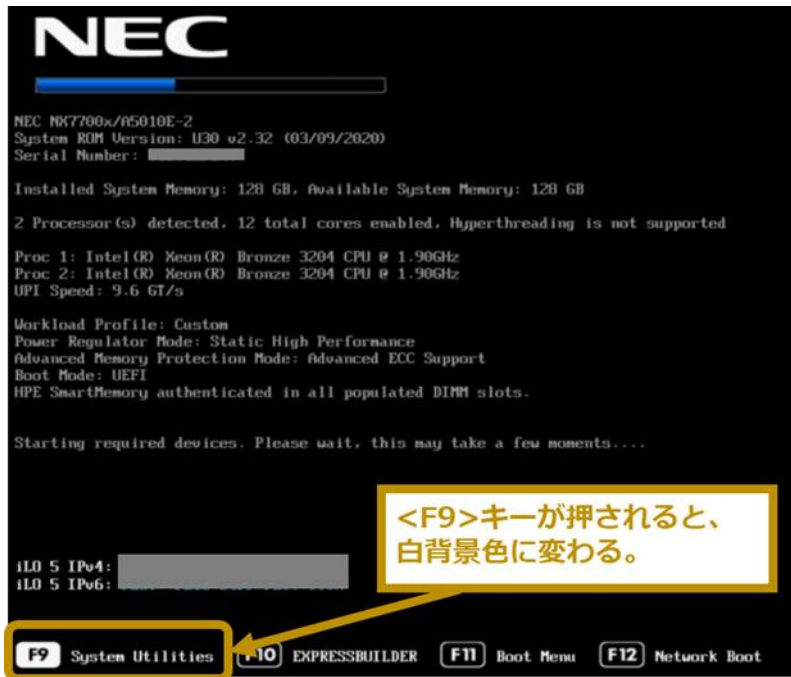 NEC
NEC NX7700x/A5010E-2
System ROM Version: U30 v2.32 (03/09/2020)
Serial Number:
Installed System Memory: 128 GB, Available System Memory: 128 GB
2 Processor(s) detected, 12 total cores enabled, Hyperthreading is not supported
Proc 1: Intel(R) Xeon(R) Bronze 3204 CPU @ 1.90GHz
Proc 2: Intel(R) Xeon(R) Bronze 3204 CPU @ 1.90GHz
UPI Speed: 9.6 GT/s
Workload Profile: Custom
Power Regulator Mode: Static High Performance
Advanced Memory Protection Mode: Advanced ECC Support
Boot Mode: UEFI
HPE SmartMemory authenticated in all populated DIMM slots.
Starting required devices. Please wait, this may take a few moments....
<F9>キーが押されると、
白背景色に変わる。
iLO 5 IPv4:
iLO 5 IPv6:
F9 System Utilities F10 EXPRESSBUILDER F11 Boot Menu F12 Network Boot